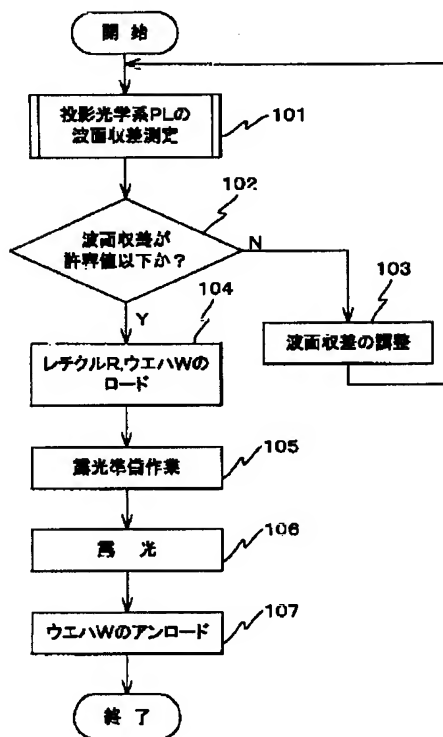 開始
投影光学系PLの
波面収差測定
101
102
波面収差が
許容値以下か?
N
Y
103
波面収差の調整
104
レチクルR,ウエハWの
ロード
露光準備作業
105
露光
106
ウエハWのアンロード
107
終了